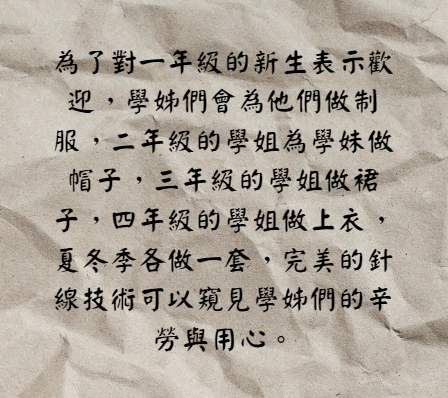 為了對一年級的新生表示歡
迎，學姊們會為他們做制
服，二年級的學姐為學妹做
帽子，三年級的學姐做裙
子，四年級的學姐做上衣，
夏冬季各做一套，完美的針
線技術可以窺見學姊們的辛
勞與用心。